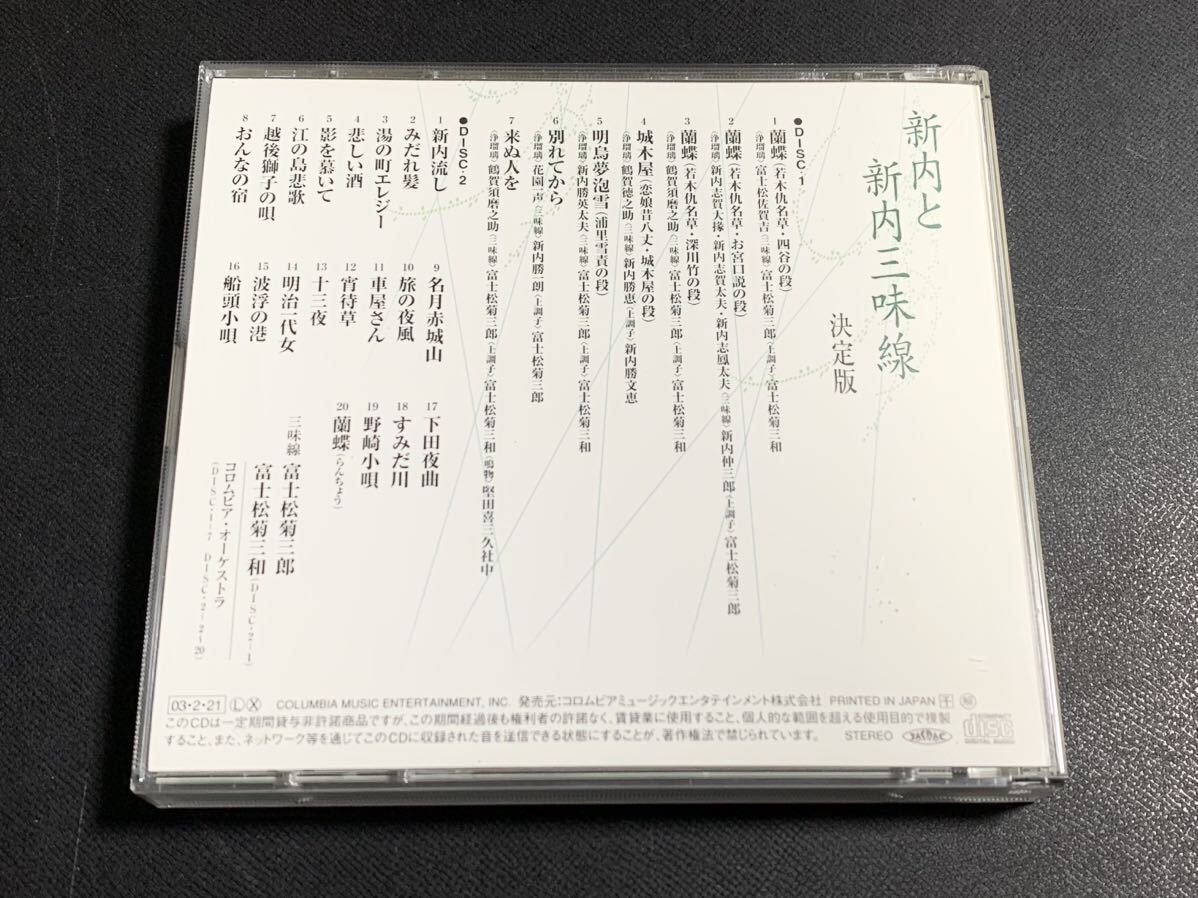 新内と
新内三味線
決定版
●DISC・1
1 蘭蝶(若木仇名草・四谷の段)
〈浄瑠璃〉富士松佐賀吉〈三味線〉富士松菊三郎〈上調子〉富士松菊三和
2 蘭蝶(若木仇名草・お宮口説の段)
〈浄瑠璃〉新内志賀大掾・新内志賀太夫・新内志鳳太夫〈三味線〉新内仲三郎〈上調子〉富士松菊三郎
3 蘭蝶(若木仇名草・深川竹の段)
〈浄瑠璃〉鶴賀須磨之助〈三味線〉富士松菊三郎〈上調子〉富士松菊三和
4 城木屋(恋娘昔八丈・城木屋の段)
〈浄瑠璃〉鶴賀徳之助〈三味線〉新内勝恵〈上調子〉新内勝文恵
5 明烏夢泡雪(浦里雪責の段)
〈浄瑠璃〉新内勝英太夫〈三味線〉富士松菊三郎〈上調子〉富士松菊三和
6 別れてから
〈浄瑠璃〉花園一声〈三味線〉新内勝一朗〈上調子〉富士松菊三郎
7 来ぬ人を
〈浄瑠璃〉鶴賀須磨之助〈三味線〉富士松菊三郎〈上調子〉富士松菊三和〈鳴物〉堅田喜三久社中
●DISC・2
1 新内流し
2 みだれ髪
3 湯の町エレジー
4 悲しい酒
5 影を慕いて
6 江の島悲歌
7 越後獅子の唄
8 おんなの宿
9 名月赤城山
10 旅の夜風
11 車屋さん
12 宵待草
13 十三夜
14 明治一代女
15 波浮の港
16 船頭小唄
17 下田夜曲
18 すみだ川
19 野崎小唄
20 蘭蝶(らんちょう)
三味線 富士松菊三郎
富士松菊三和(DISC・2-1)
コロムビア・オーケストラ
(DISC・1-7 DISC・2-2~20)
03・2・21 L X COLUMBIA MUSIC ENTERTAINMENT, INC. 発売元:コロムビアミュージックエンタテインメント株式会社 PRINTED IN JAPAN
このCDは一定期間貸与非許諾商品ですが、この期間経過後も権利者の許諾なく、賃貸業に使用すること、個人的な範囲を超える使用目的で複製
すること、また、ネットワーク等を通じてこのCDに収録された音を送信できる状態にすることが、著作権法で禁じられています。 STEREO JASRAC COMPACT disc DIGITAL AUDIO